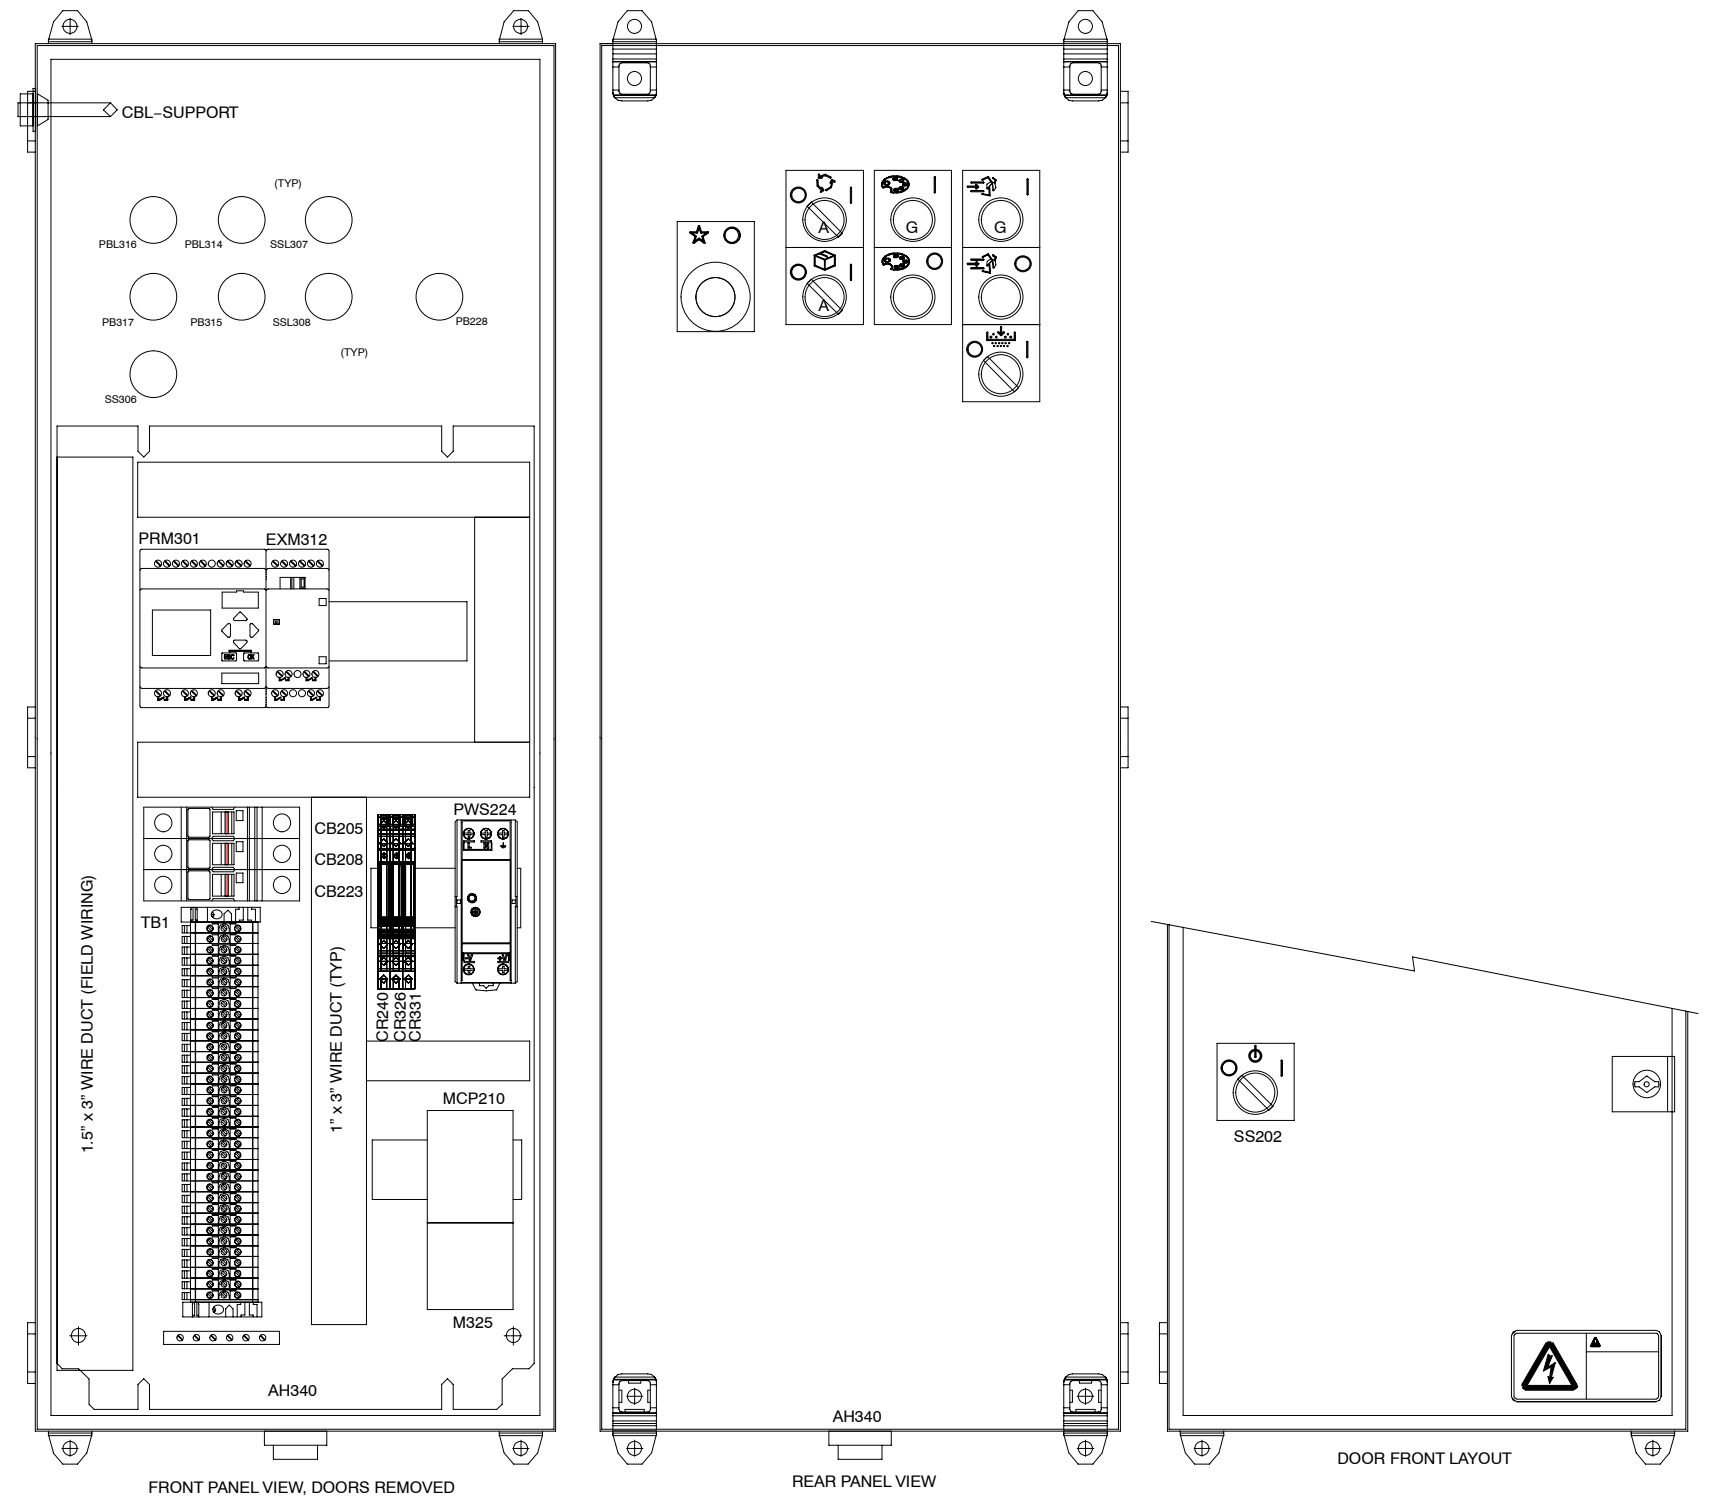 CBL–SUPPORT
(TYP)
PBL316
PBL314
SSL307
PB317
PB315
SSL308
PB228
(TYP)
SS306
PRM301
EXM312
ESC
OK
1.5" x 3" WIRE DUCT (FIELD WIRING)
CB205
CB208
CB223
TB1
1" x 3" WIRE DUCT (TYP)
PWS224
L
N
-V
+V
CR240
CR326
CR331
MCP210
M325
AH340
FRONT PANEL VIEW, DOORS REMOVED
A
G
G
A
AH340
REAR PANEL VIEW
SS202
DOOR FRONT LAYOUT